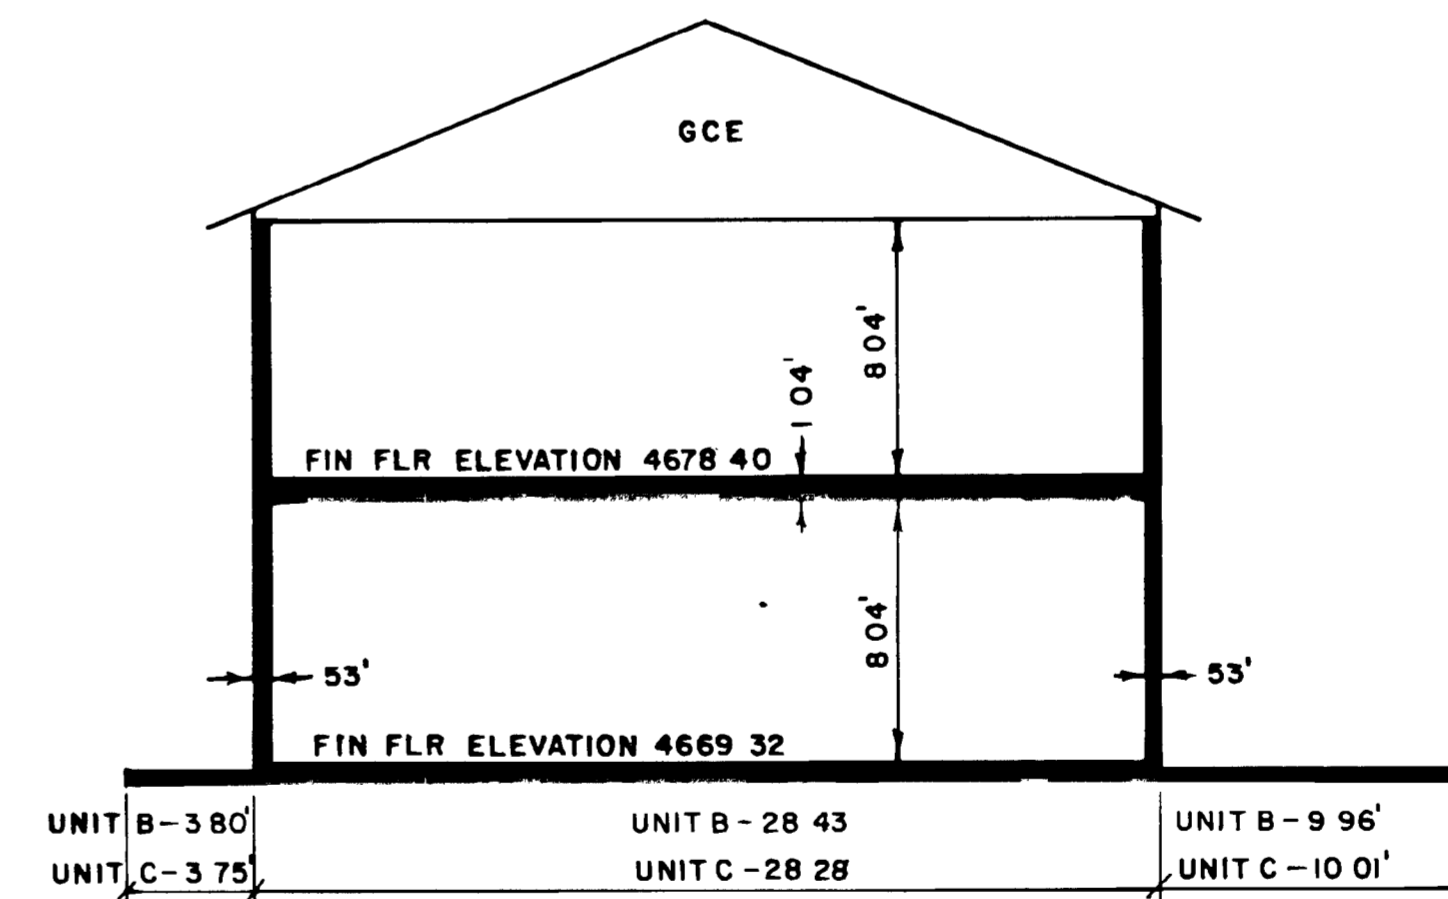 GCE
8 04'
1 04'
FIN FLR ELEVATION 4678 40
8 04'
53'
53'
FIN FLR ELEVATION 4669 32
UNIT B-3 80'
UNIT B-28 43
UNIT B-9 96'
UNIT C-3 75'
UNIT C-28 28
UNIT C-10 01'